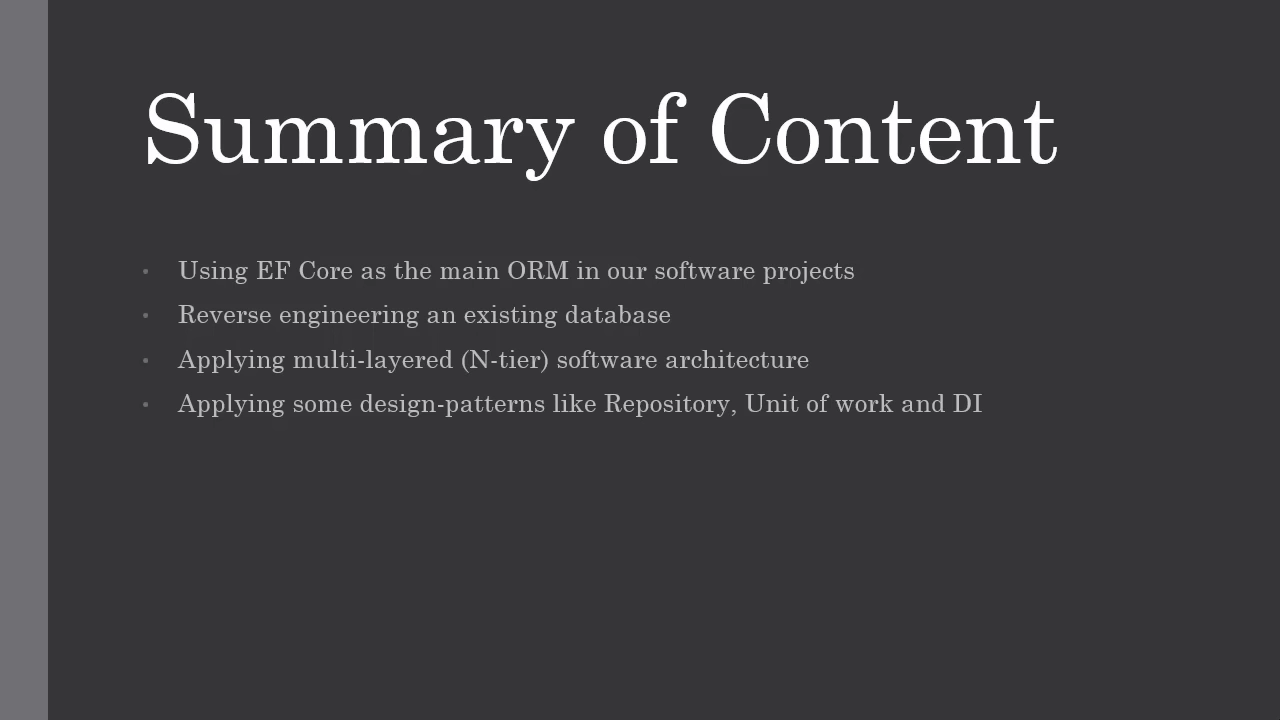 Summary of Content
• Using EF Core as the main ORM in our software projects
• Reverse engineering an existing database
• Applying multi-layered (N-tier) software architecture
• Applying some design-patterns like Repository, Unit of work and DI